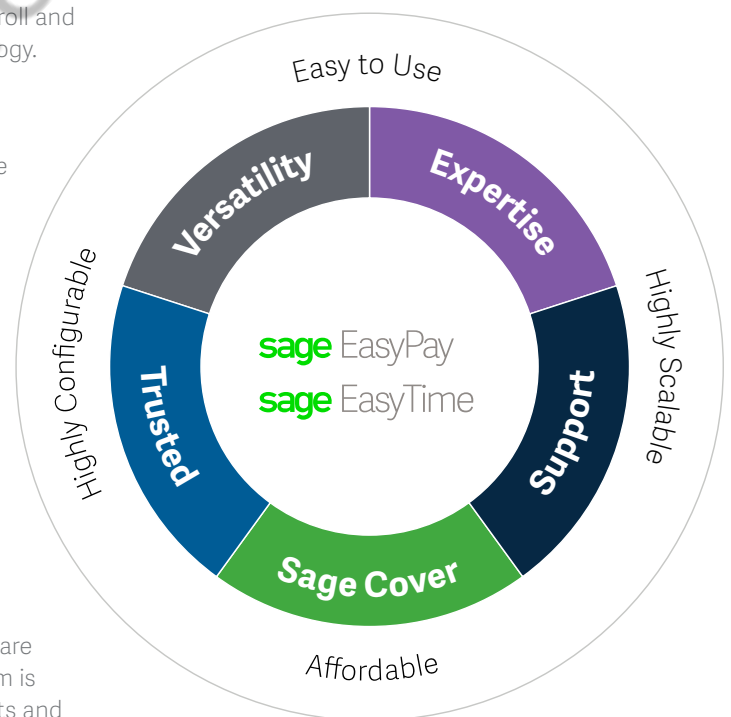 roll and
ogy.
e
Easy to Use
Versatility
Expertise
Highly Configurable
Highly Scalable
sage EasyPay
sage EasyTime
Trusted
Support
Sage Cover
Affordable
are
m is
ts and